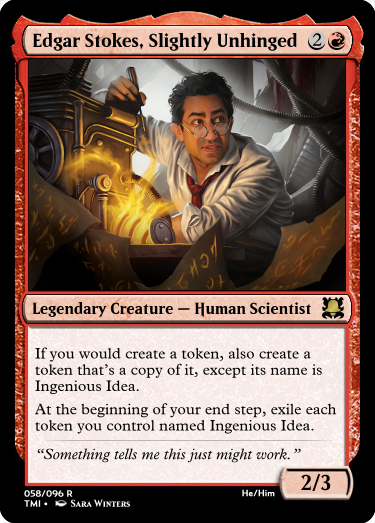 Edgar Stokes, Slightly Unhinged 2
Legendary Creature — Human Scientist
If you would create a token, also create a
token that's a copy of it, except its name is
Ingenious Idea.
At the beginning of your end step, exile each
token you control named Ingenious Idea.
“Something tells me this just might work.”
2/3
058/096 R He/Him
TMI • Sara Winters